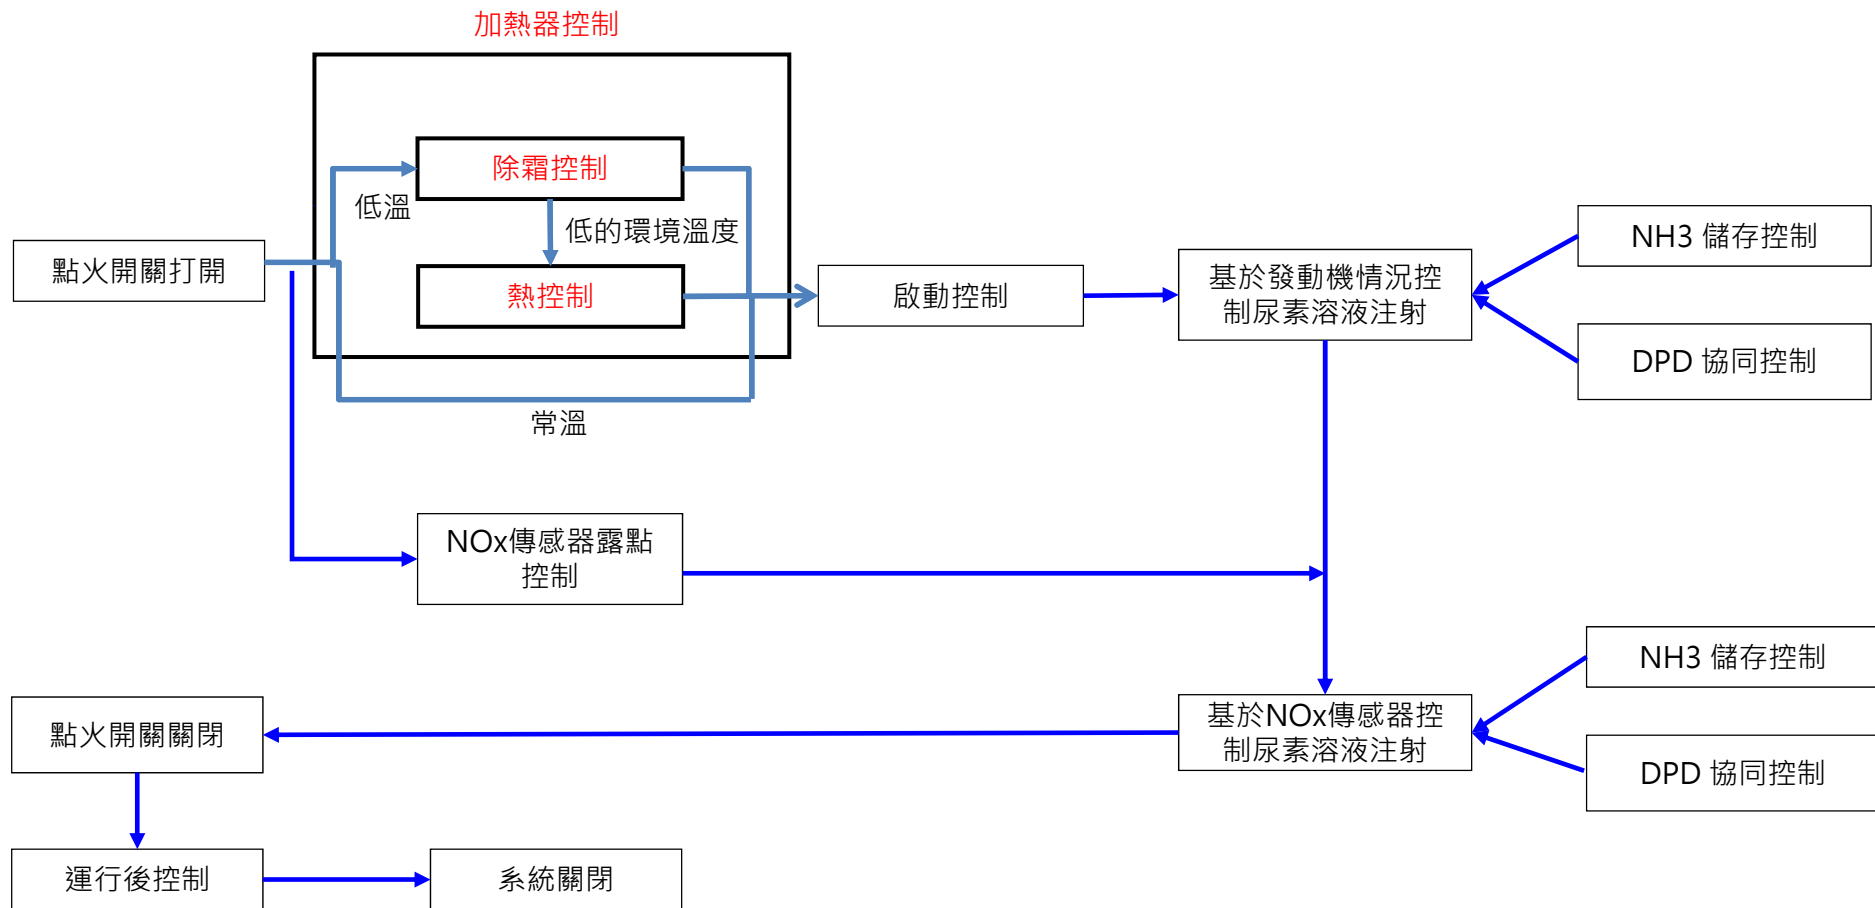 加熱器控制
除霜控制
低溫
低的環境溫度
點火開關打開
熱控制
啟動控制
基於發動機情況控
制尿素溶液注射
NH3 儲存控制
DPD 協同控制
常溫
NOx傳感器露點
控制
NH3 儲存控制
點火開關關閉
基於NOx傳感器控
制尿素溶液注射
DPD 協同控制
運行後控制
系統關閉